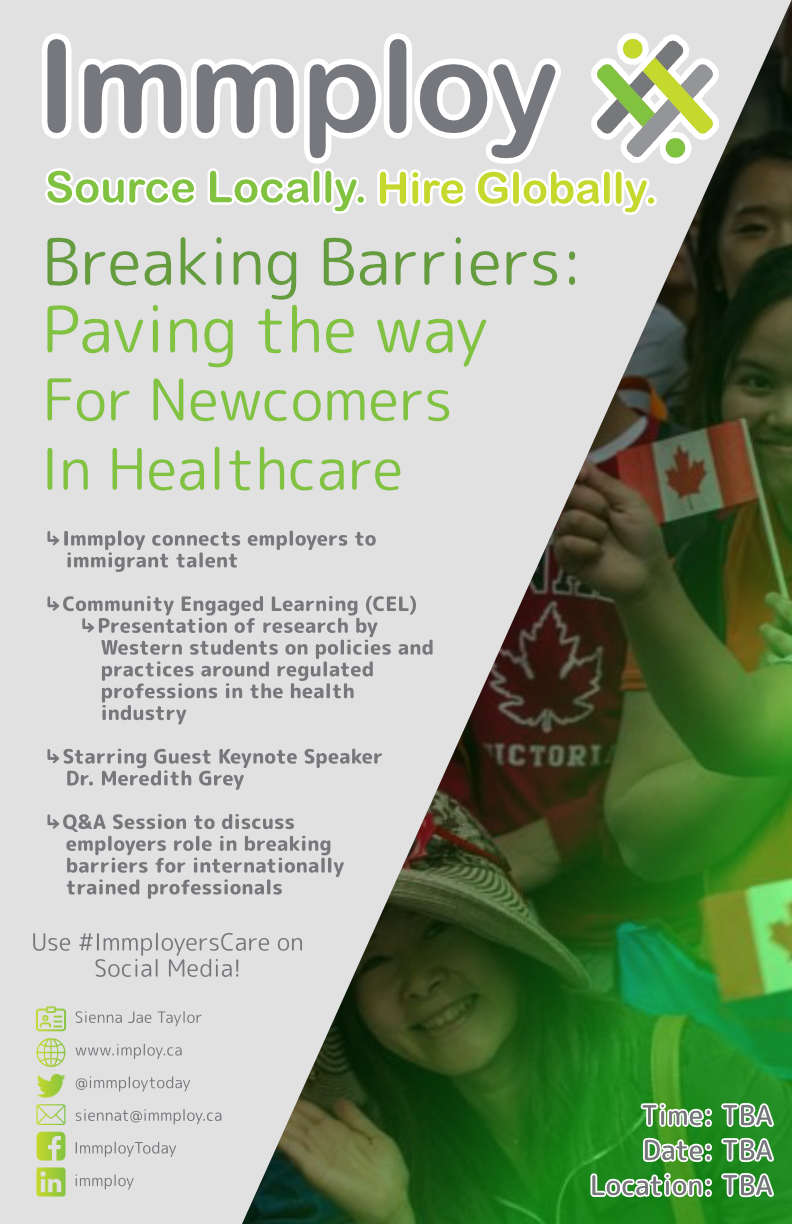 Immploy
Source Locally. Hire Globally.
Breaking Barriers:
Paving the way
For Newcomers
In Healthcare
↳Immploy connects employers to
immigrant talent
↳Community Engaged Learning (CEL)
↳Presentation of research by
Western students on policies and
practices around regulated
professions in the health
industry
↳Starring Guest Keynote Speaker
Dr. Meredith Grey
↳Q&A Session to discuss
employers role in breaking
barriers for internationally
trained professionals
Use #ImmployersCare on
Social Media!
Sienna Jae Taylor
www.imploy.ca
@immploytoday
siennat@immploy.ca
ImmployToday
immploy
Time: TBA
Date: TBA
Location: TBA